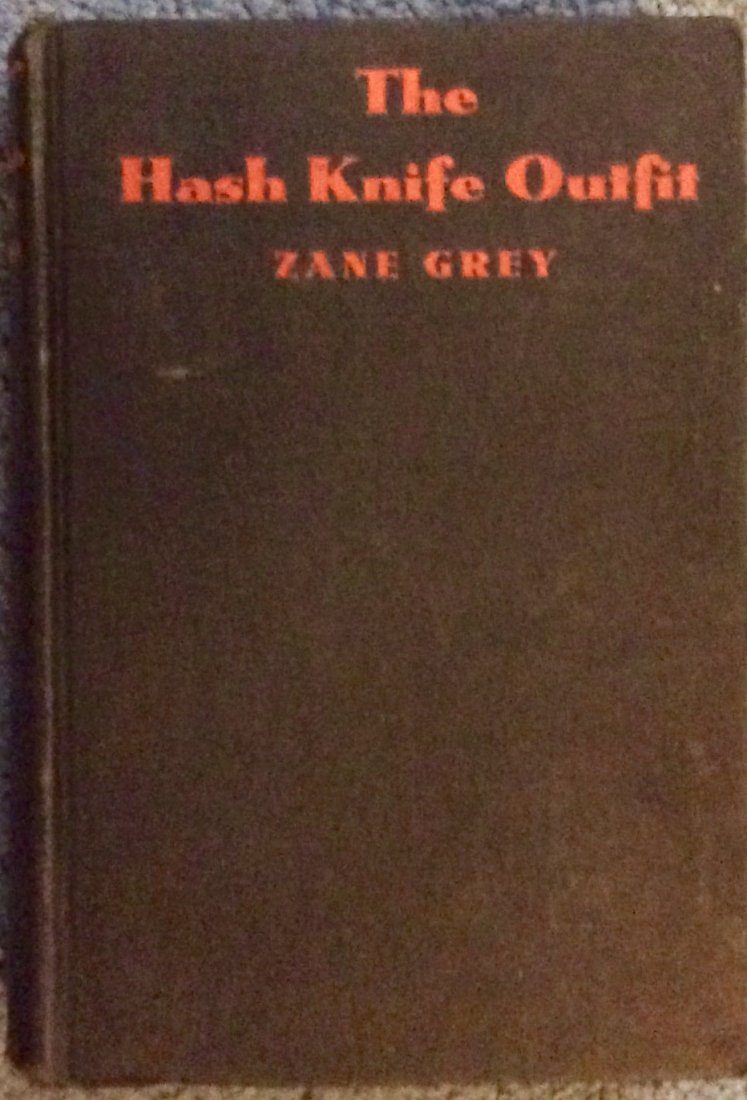 The
Hash Knife Outfit
ZANE GREY